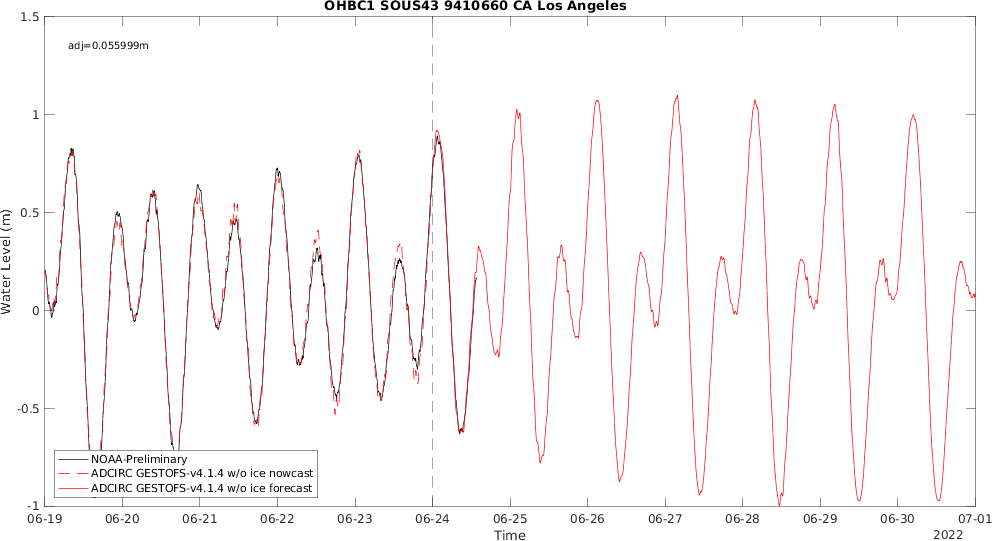 OHBC1 SOUS43 9410660 CA Los Angeles
1.5
adj=0.055999m
1
0.5
0
-0.5
-1
Water Level (m)
NOAA-Preliminary
ADCIRC GESTOFS-v4.1.4 w/o ice nowcast
ADCIRC GESTOFS-v4.1.4 w/o ice forecast
06-19 06-20 06-21 06-22 06-23 06-24 06-25 06-26 06-27 06-28 06-29 06-30 07-01
Time
2022